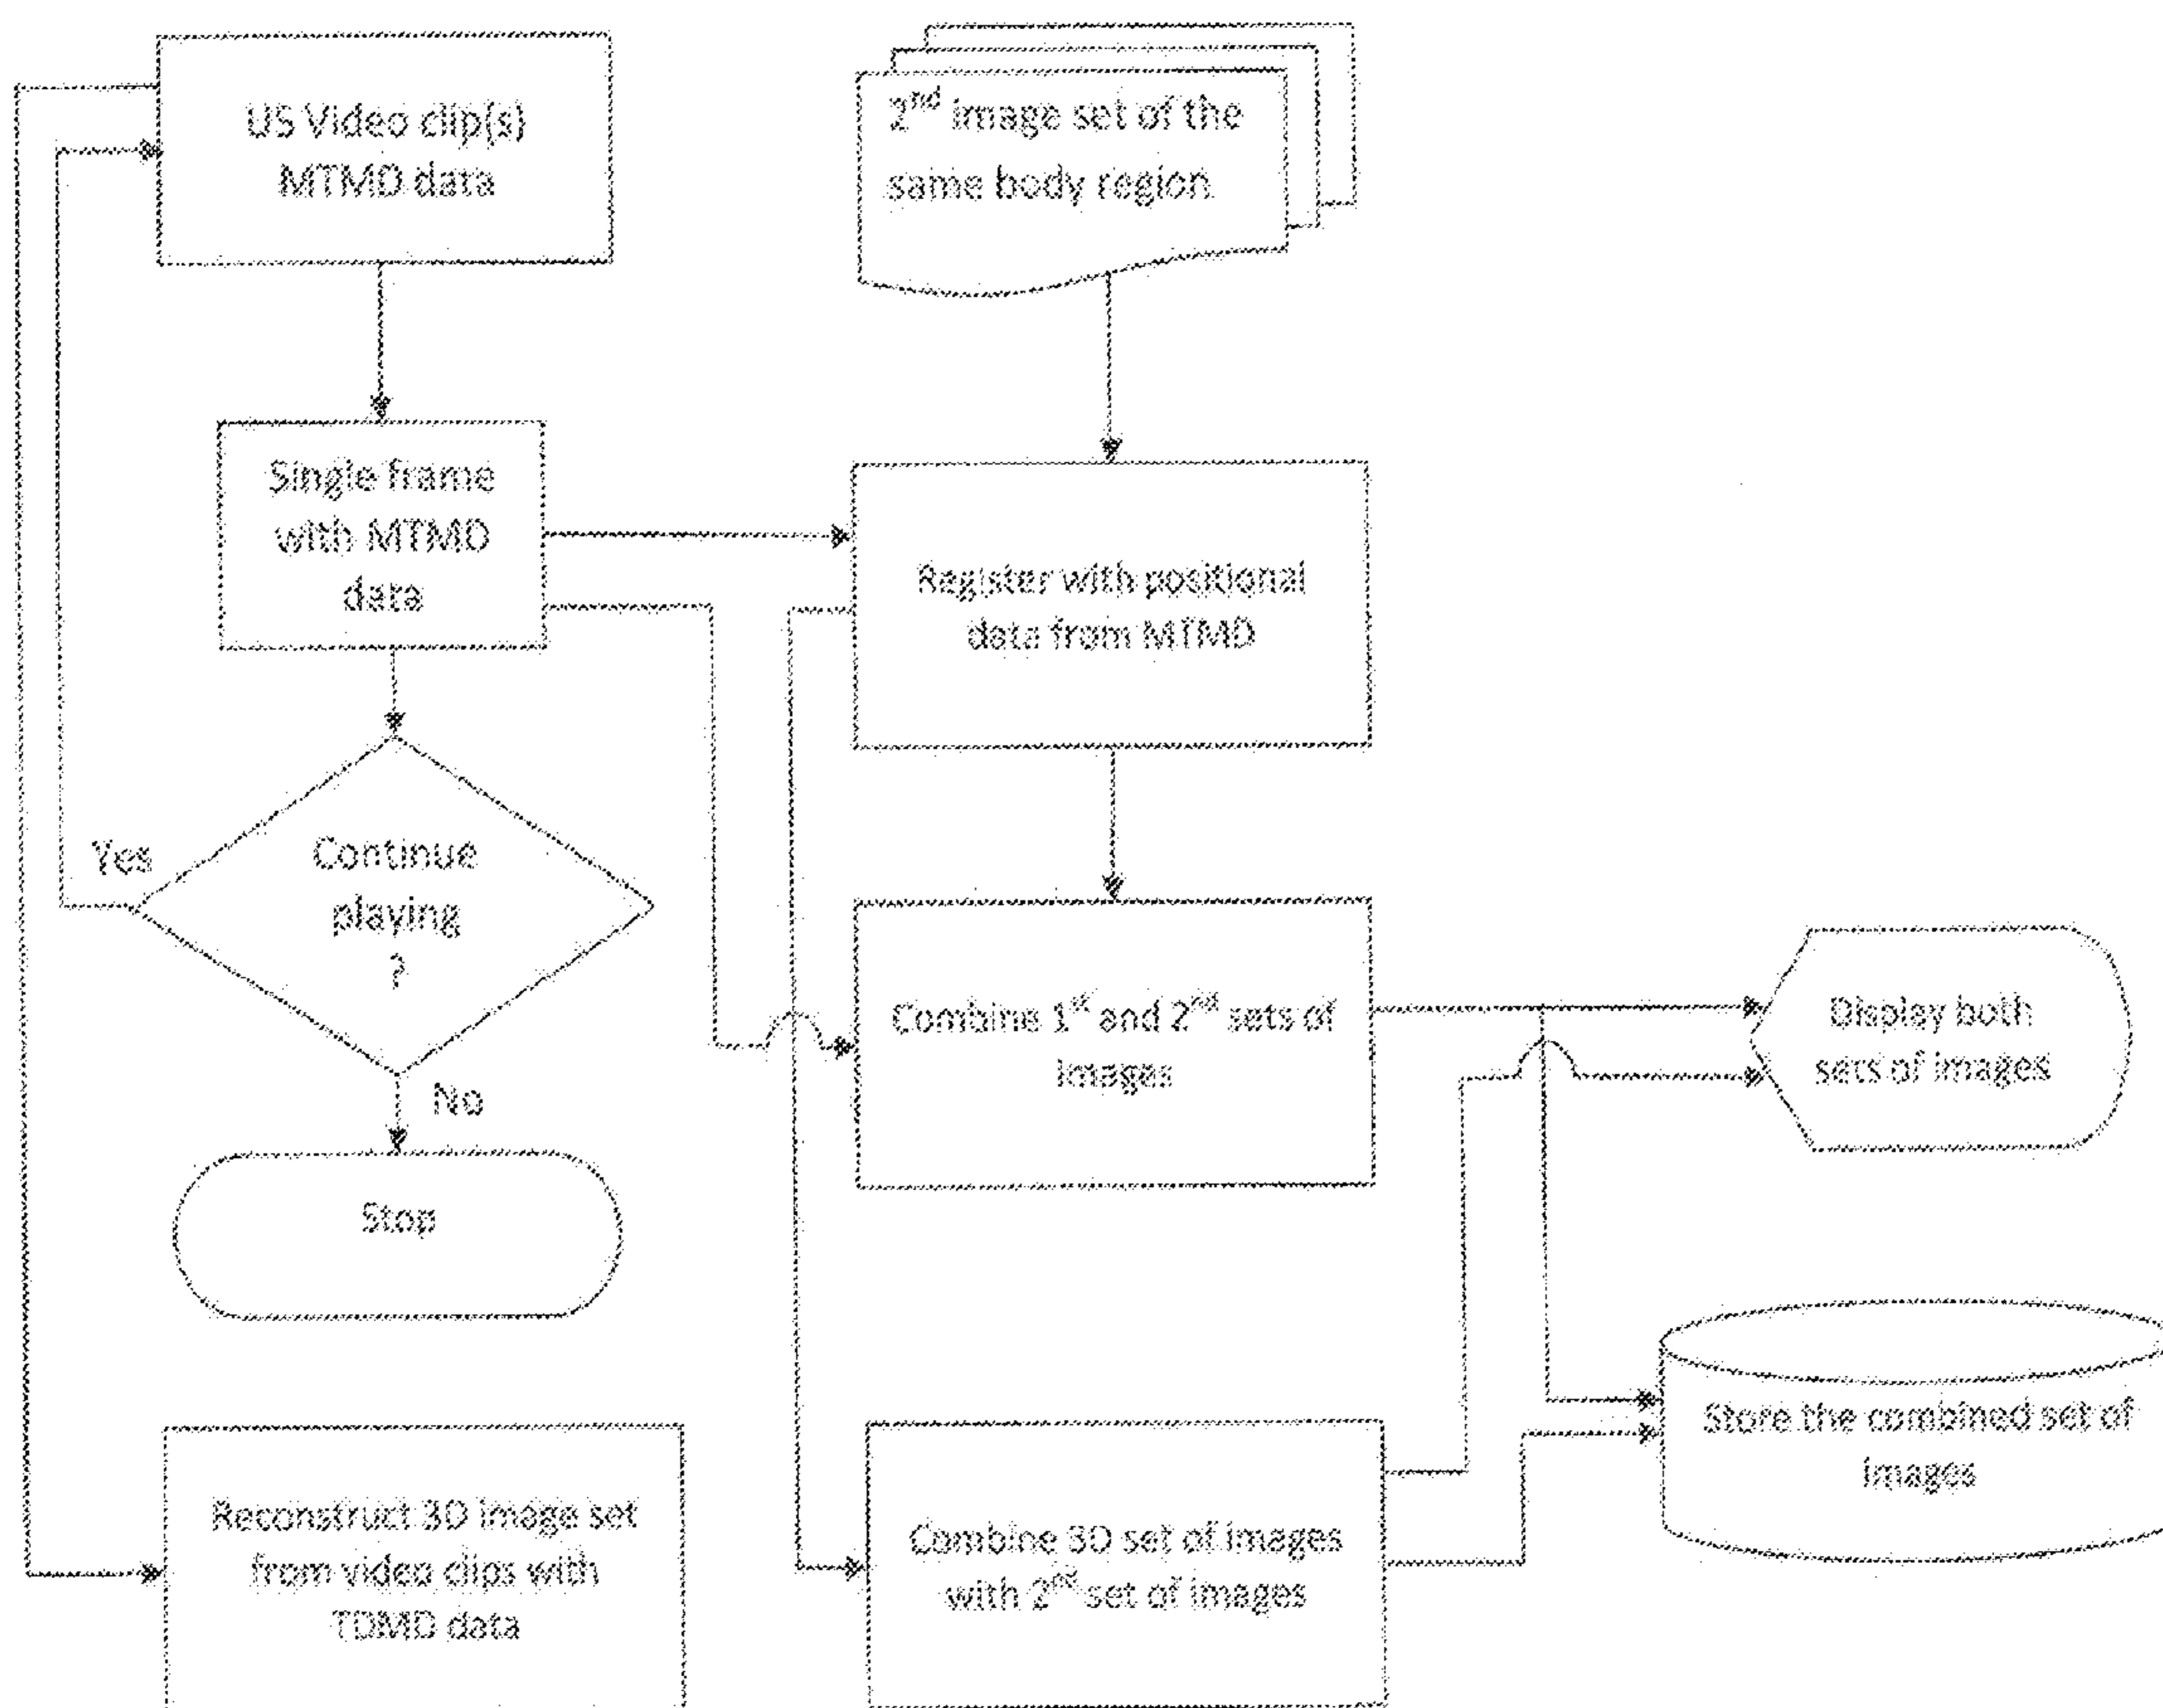 US Video clip(s)
MTMD data
2nd image set of the
same body region
Single frame
with MTMD
data
Register with positional
data from MTMD
Yes
Continue
playing
?
No
Stop
Combine 1st and 2nd sets of
images
Display both
sets of images
Store the combined set of
images
Reconstruct 3D image set
from video clips with
TDMD data
Combine 3D set of images
with 2nd set of images